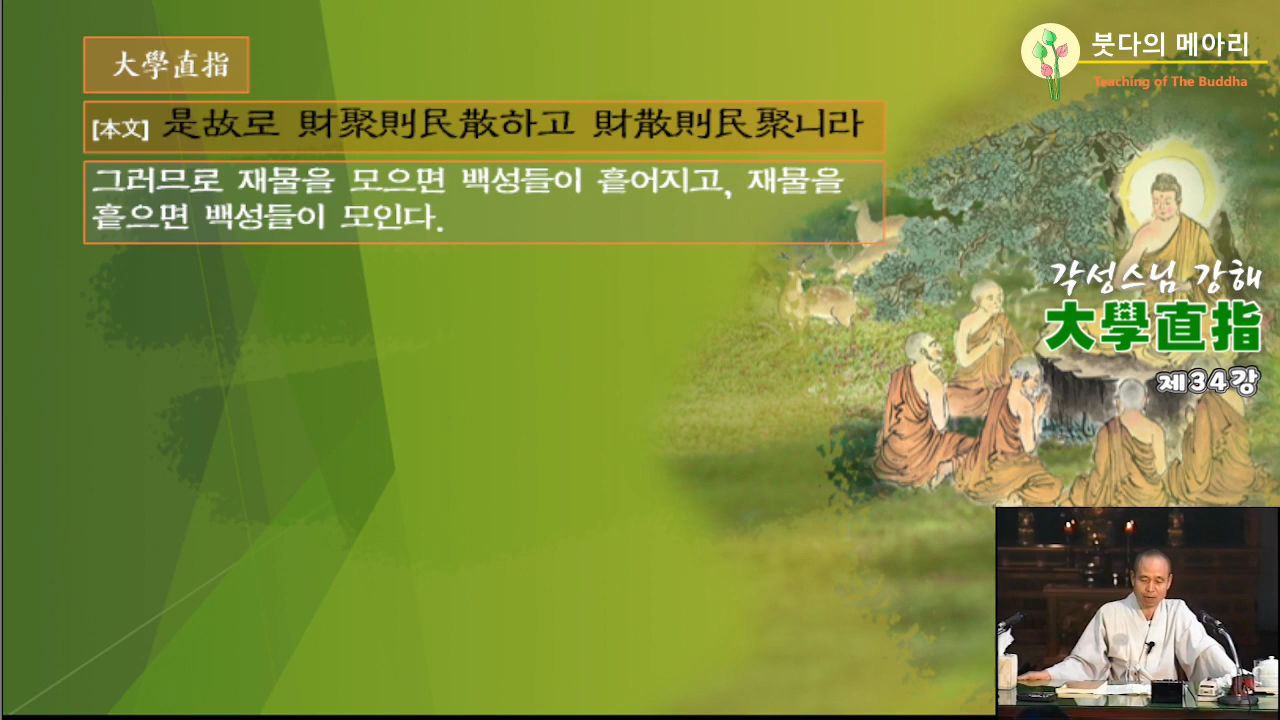 大學直指
[本文] 是故로 財聚則民散하고 財散則民聚니라
그러므로 재물을 모으면 백성들이 흩어지고, 재물을
흩으면 백성들이 모인다.
붓다의 메아리
Teaching of The Buddha
각성스님 강해
大學直指
제34강